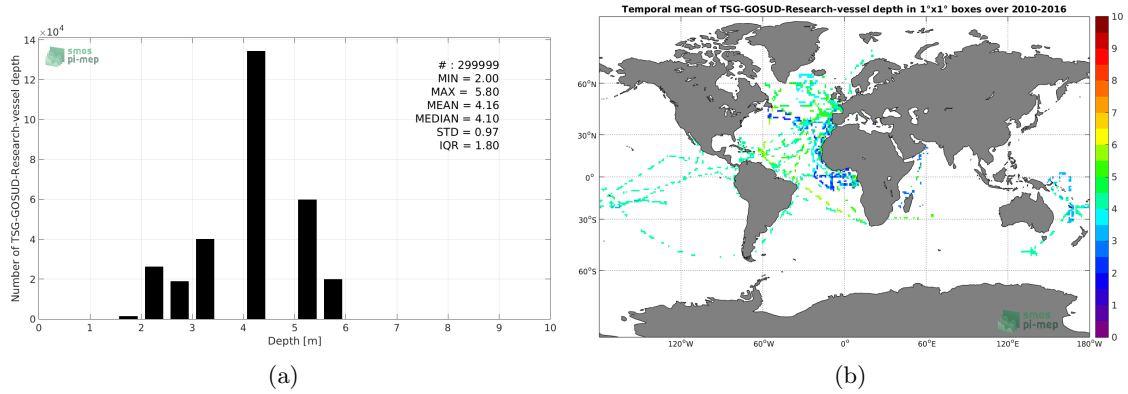 ×10⁴
14
12
10
8
6
4
2
0
Number of TSG-GOSUD-Research-vessel depth
smos
pi-mep
# : 299999
MIN = 2.00
MAX = 5.80
MEAN = 4.16
MEDIAN = 4.10
STD = 0.97
IQR = 1.80
0 1 2 3 4 5 6 7 8 9 10
Depth [m]
(a)
Temporal mean of TSG-GOSUD-Research-vessel depth in 1°x1° boxes over 2010-2016
60°N
30°N
0°
30°S
60°S
120°W 60°W 0° 60°E 120°E 180°W
smos
pi-mep
10
9
8
7
6
5
4
3
2
1
0
(b)